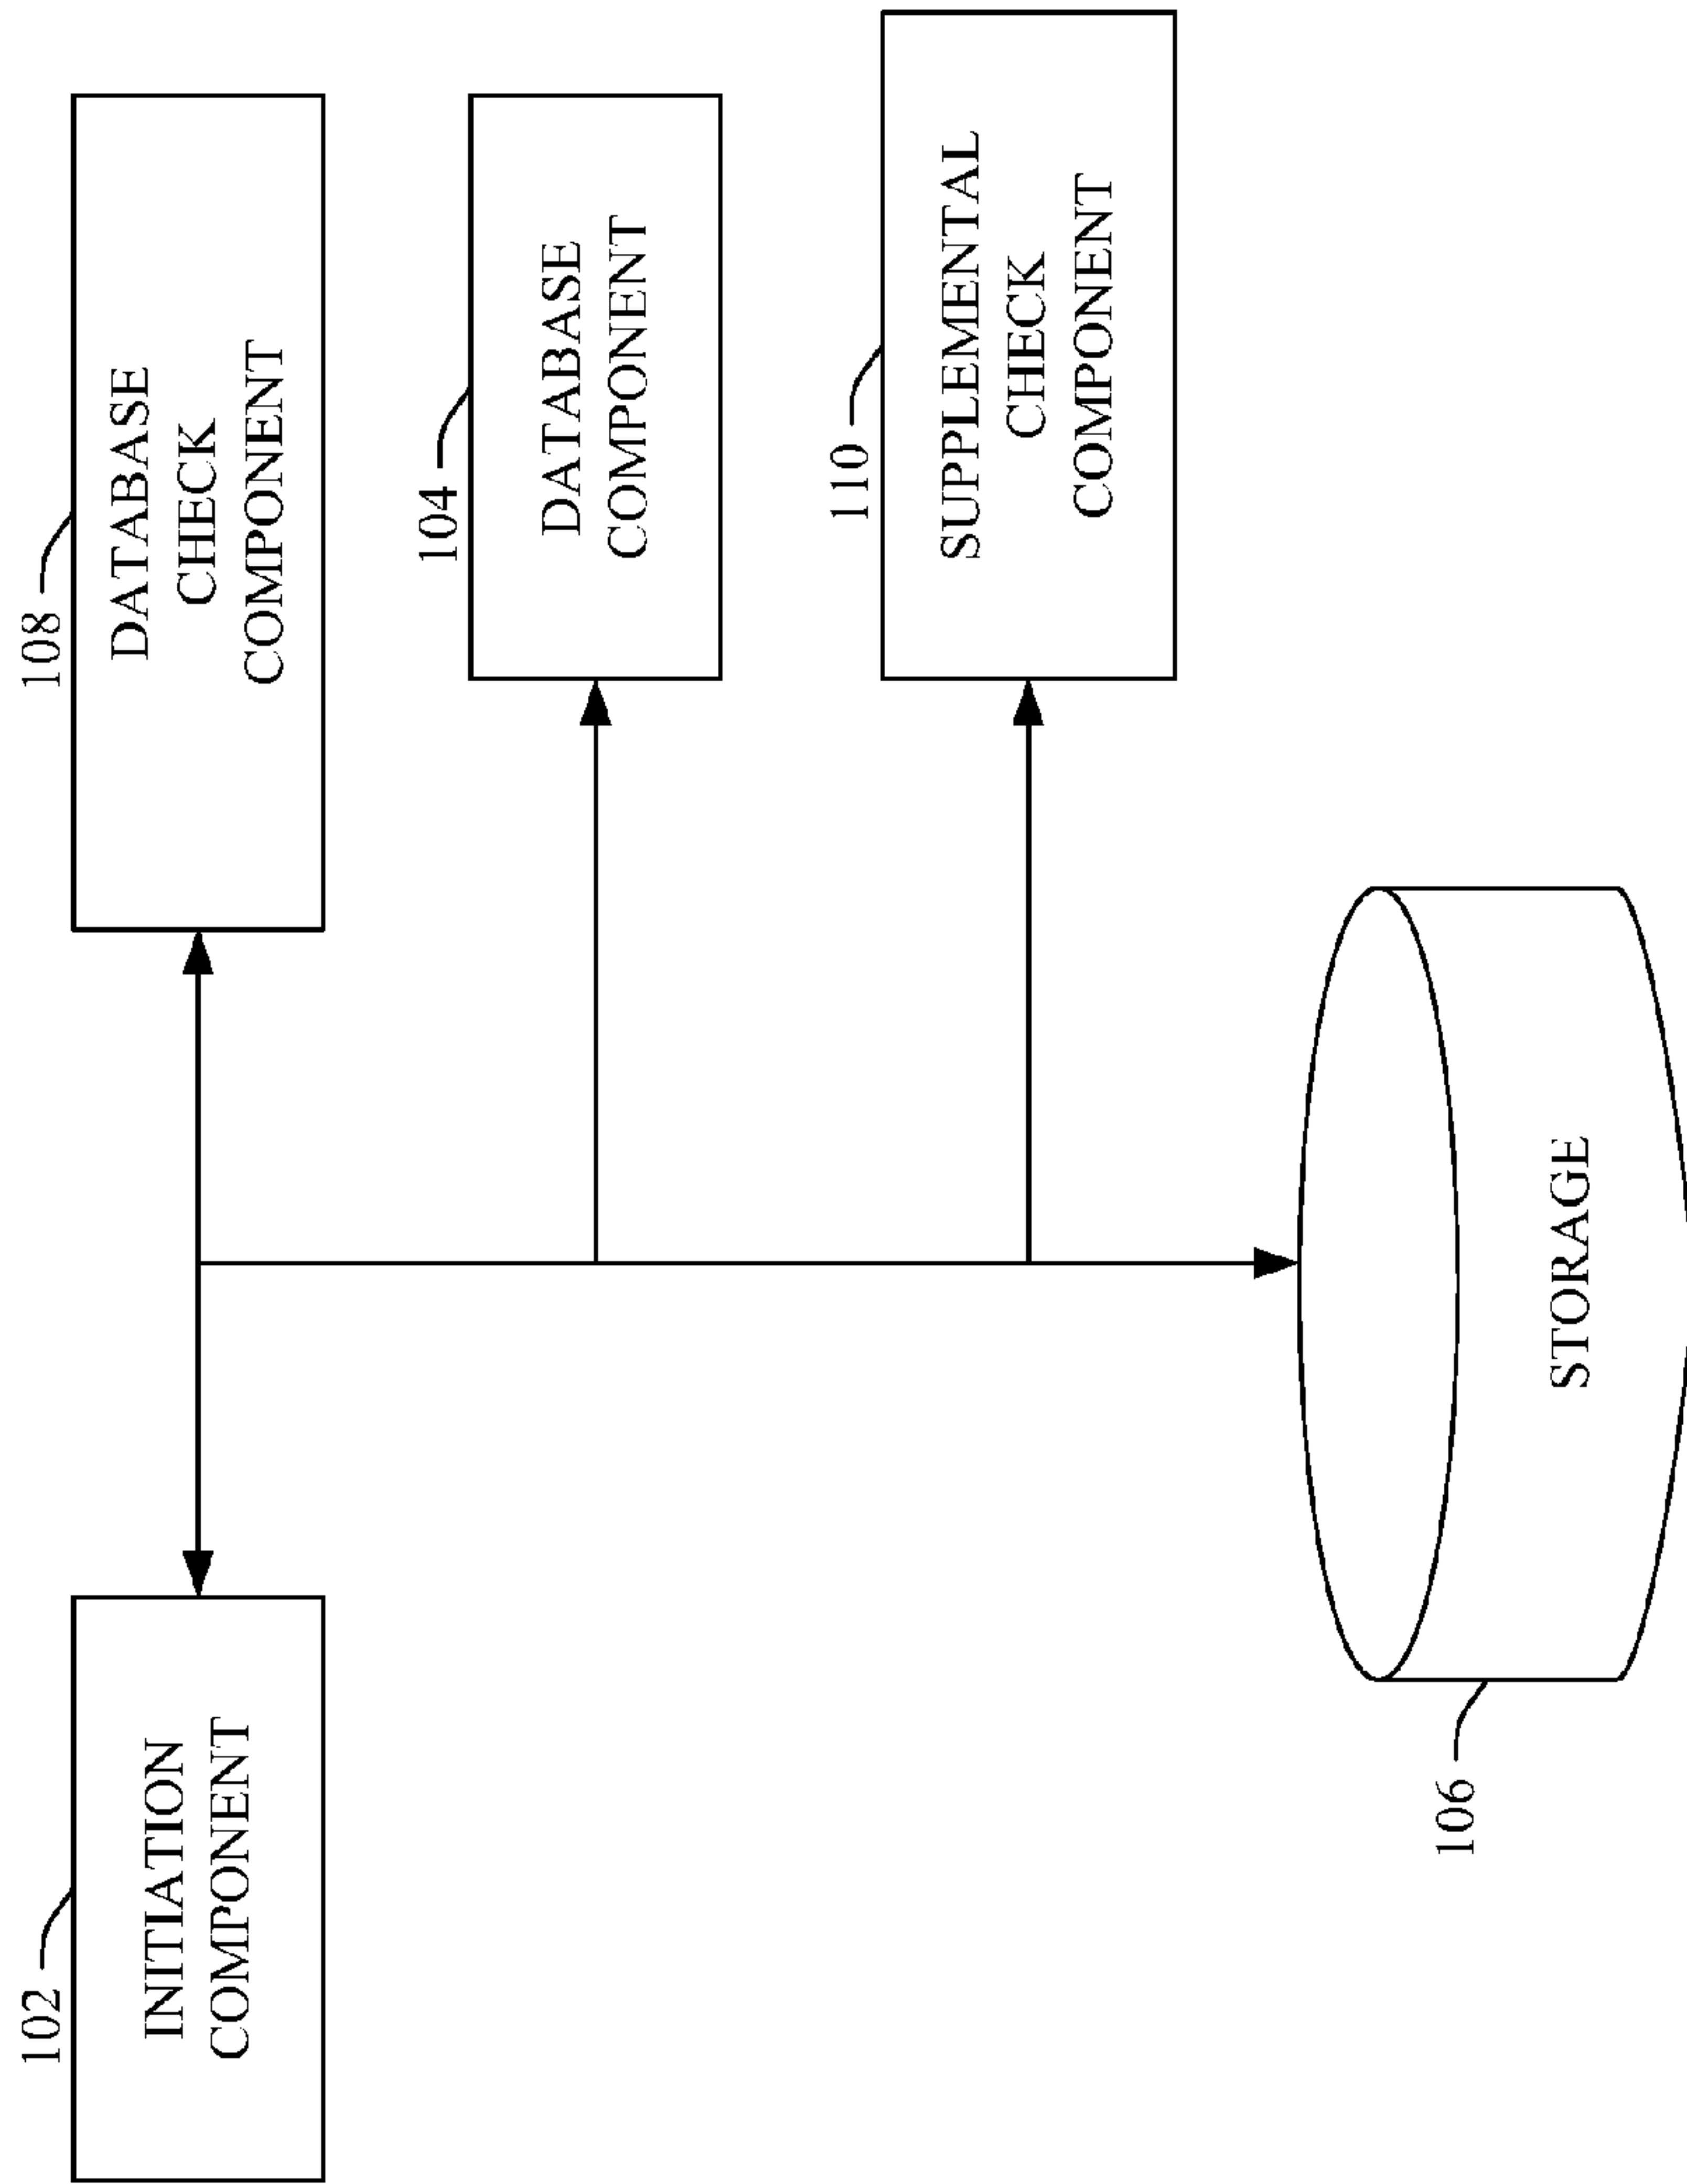 102
INITIATION
COMPONENT
108
DATABASE
CHECK
COMPONENT
104
DATABASE
COMPONENT
110
SUPPLEMENTAL
CHECK
COMPONENT
106
STORAGE